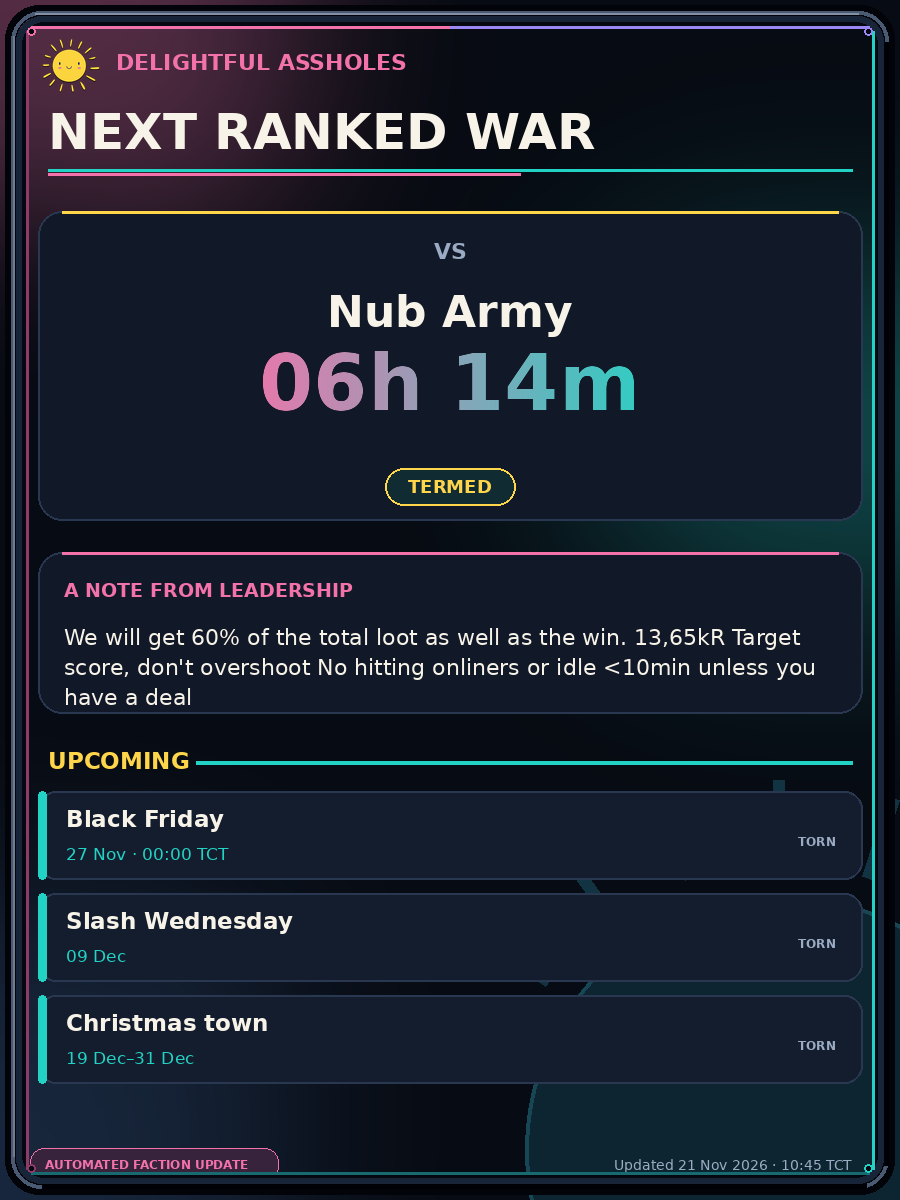 DELIGHTFUL ASSHOLES
NEXT RANKED WAR
VS
Nub Army
06h 14m
TERMED
A NOTE FROM LEADERSHIP
We will get 60% of the total loot as well as the win. 13,65kR Target
score, don't overshoot No hitting onliners or idle <10min unless you
have a deal
UPCOMING
Black Friday
27 Nov · 00:00 TCT
TORN
Slash Wednesday
09 Dec
TORN
Christmas town
19 Dec–31 Dec
TORN
AUTOMATED FACTION UPDATE
Updated 21 Nov 2026 · 10:45 TCT